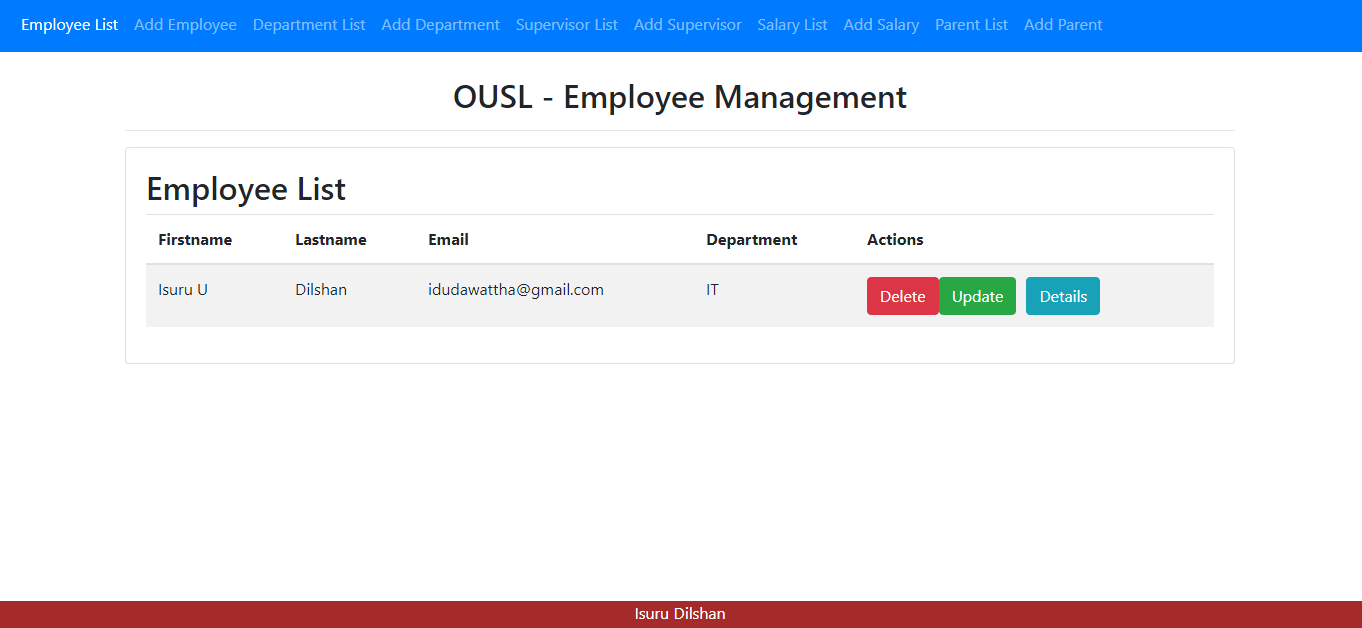 Employee List Add Employee Department List Add Department Supervisor List Add Supervisor Salary List Add Salary Parent List Add Parent
OUSL - Employee Management
Employee List
Firstname Lastname Email Department Actions
Isuru U Dilshan idudawattha@gmail.com IT Delete Update Details
Isuru Dilshan